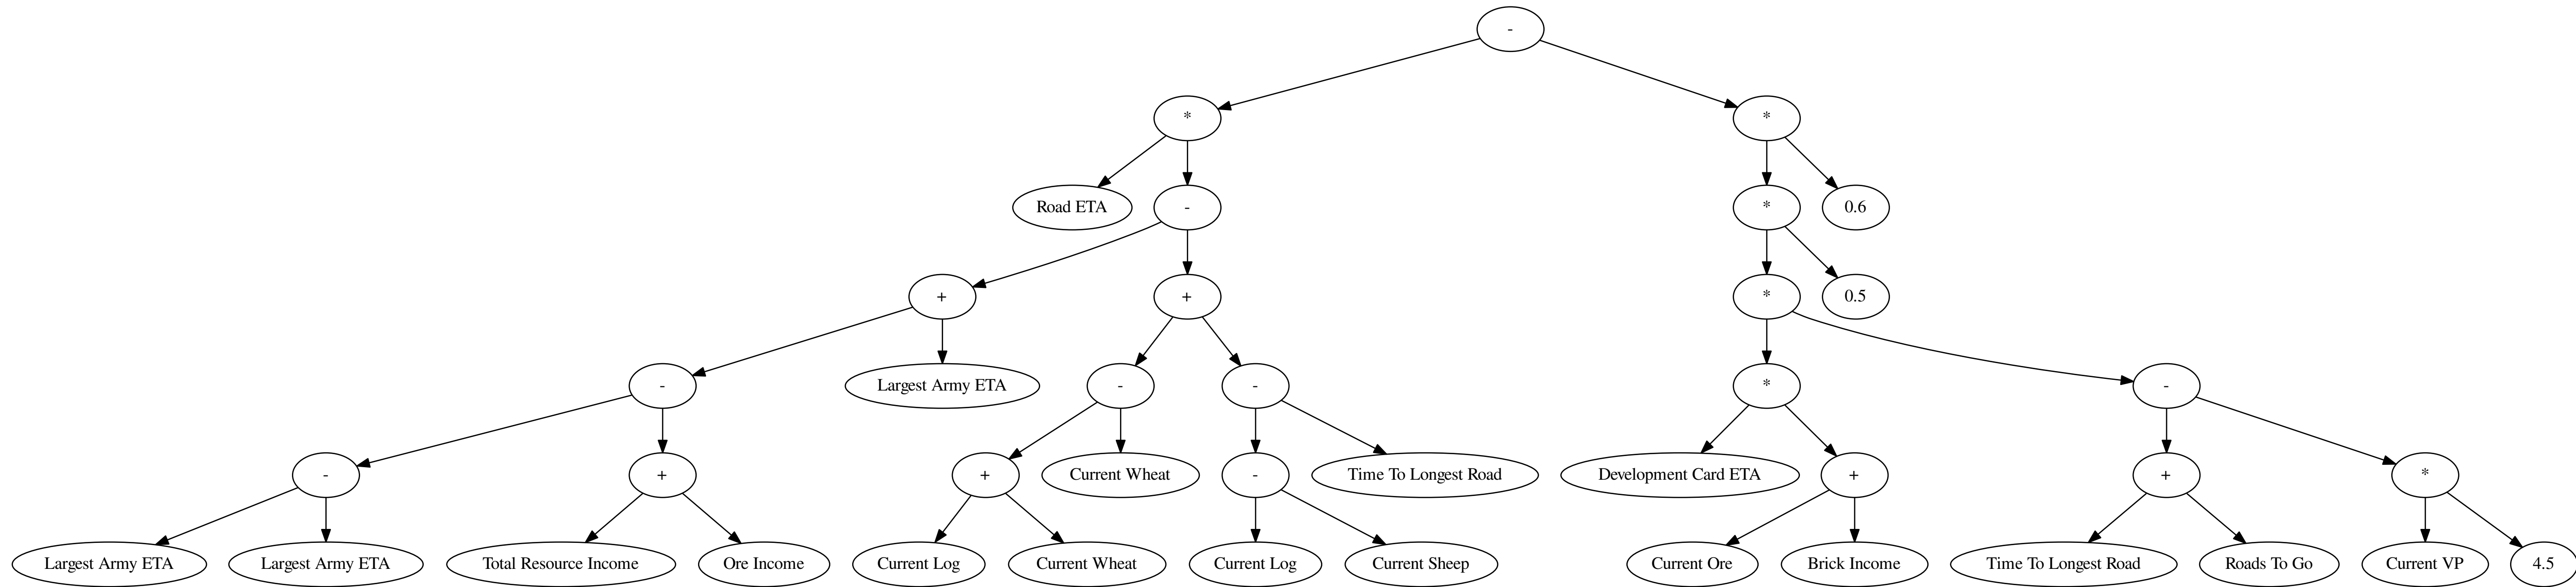 -
*
*
Road ETA
-
*
0.6
+
+
*
0.5
-
Largest Army ETA
-
-
*
-
-
+
+
Current Wheat
-
Time To Longest Road
Development Card ETA
+
+
*
Largest Army ETA
Largest Army ETA
Total Resource Income
Ore Income
Current Log
Current Wheat
Current Log
Current Sheep
Current Ore
Brick Income
Time To Longest Road
Roads To Go
Current VP
4.5